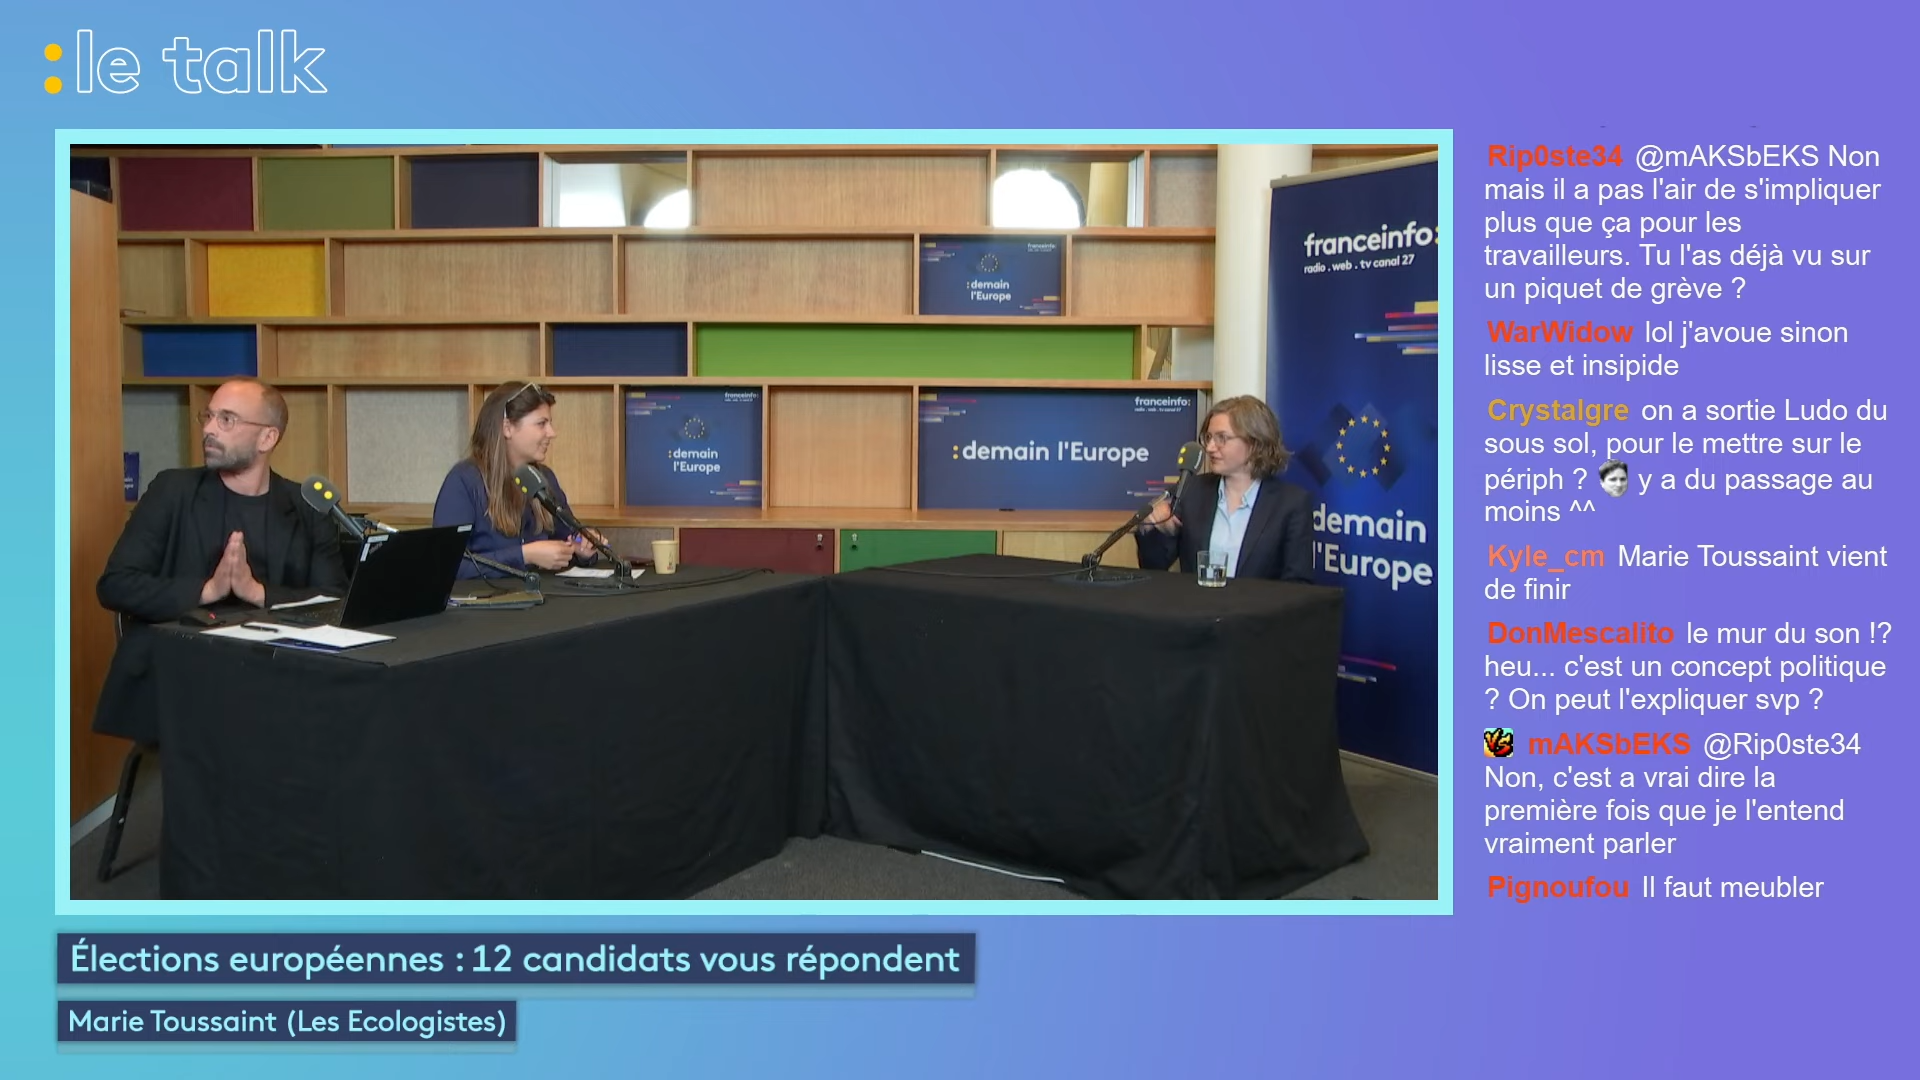 :le talk
franceinfo:
radio.web.tv canal 27
franceinfo:
:demain
l'Europe
franceinfo:
:demain
l'Europe
franceinfo:
:demain l'Europe
demain
l'Europe
Rip0ste34 @mAKSbEKS Non
mais il a pas l'air de s'impliquer
plus que ça pour les
travailleurs. Tu l'as déjà vu sur
un piquet de grève ?
WarWidow lol j'avoue sinon
lisse et insipide
Crystalgre on a sortie Ludo du
sous sol, pour le mettre sur le
périph ? y a du passage au
moins ^^
Kyle_cm Marie Toussaint vient
de finir
DonMescalito le mur du son !?
heu... c'est un concept politique
? On peut l'expliquer svp ?
VS mAKSbEKS @Rip0ste34
Non, c'est a vrai dire la
première fois que je l'entend
vraiment parler
Pignoufou Il faut meubler
Élections européennes : 12 candidats vous répondent
Marie Toussaint (Les Ecologistes)